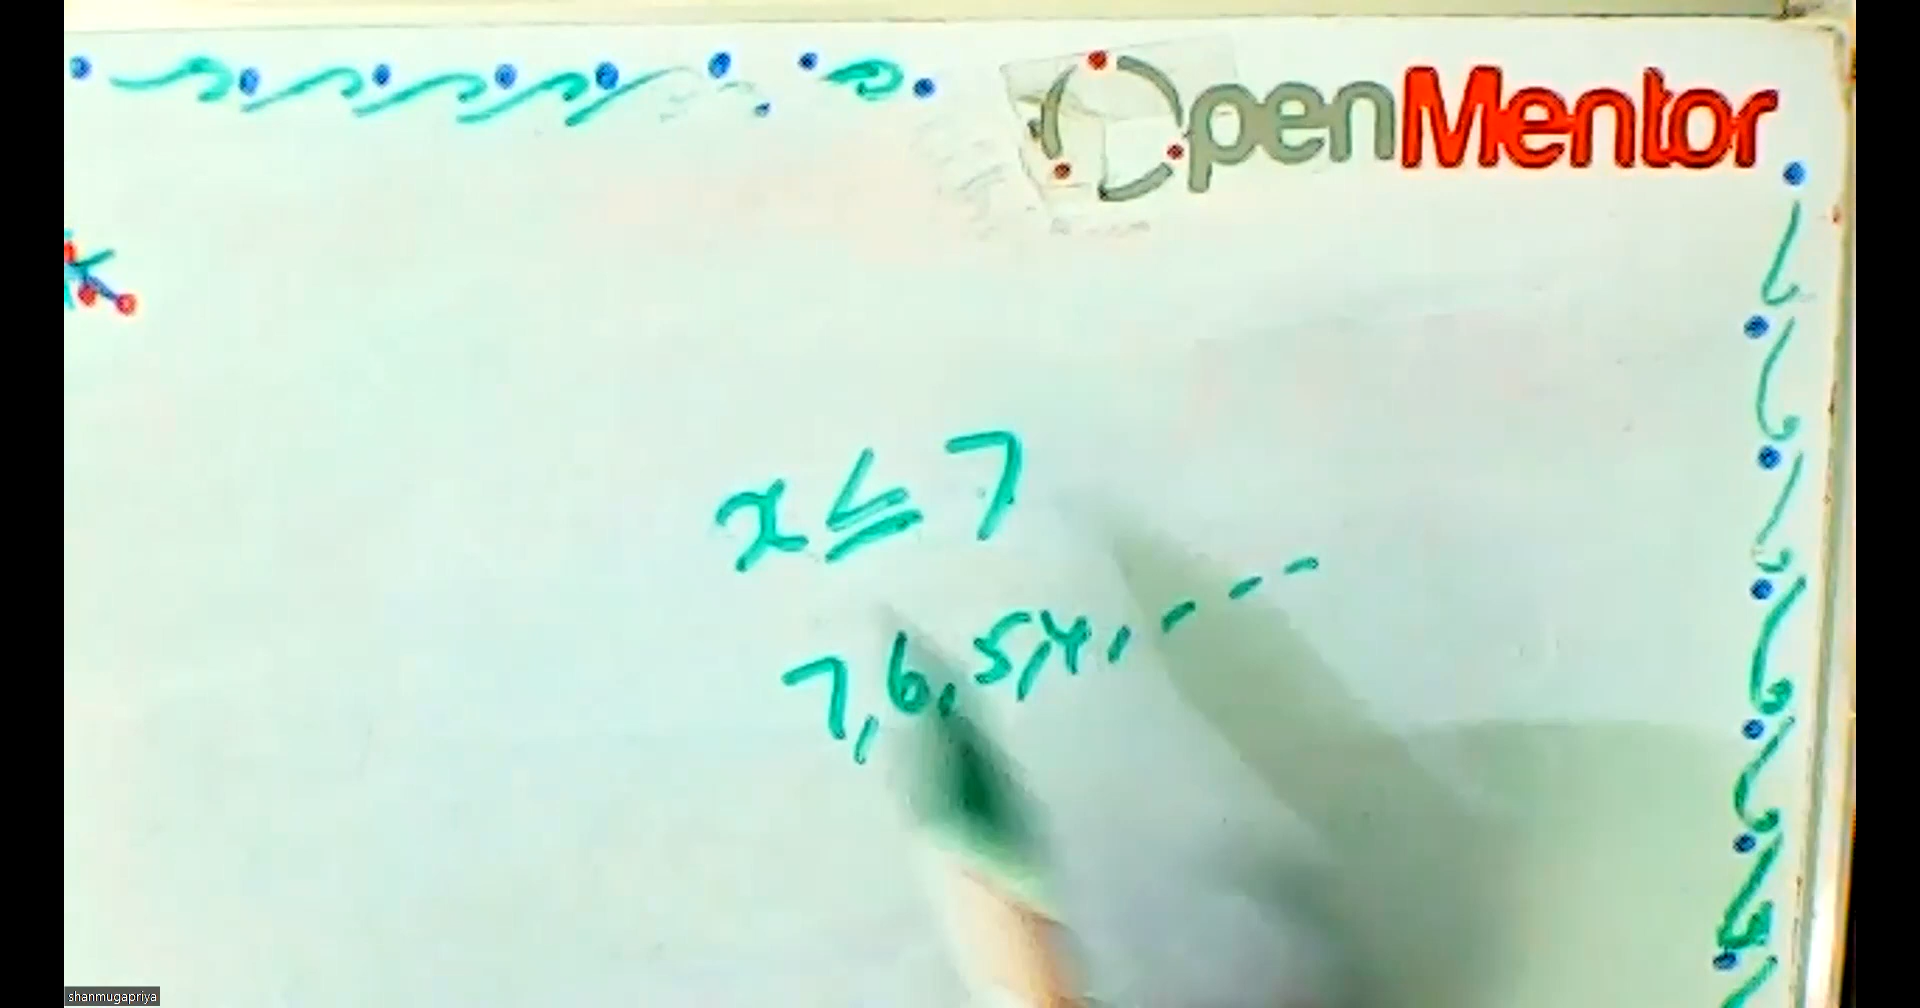 OpenMentor
x ≤ 7
7, 6, 5, 4, - - - -
shanmugapriya